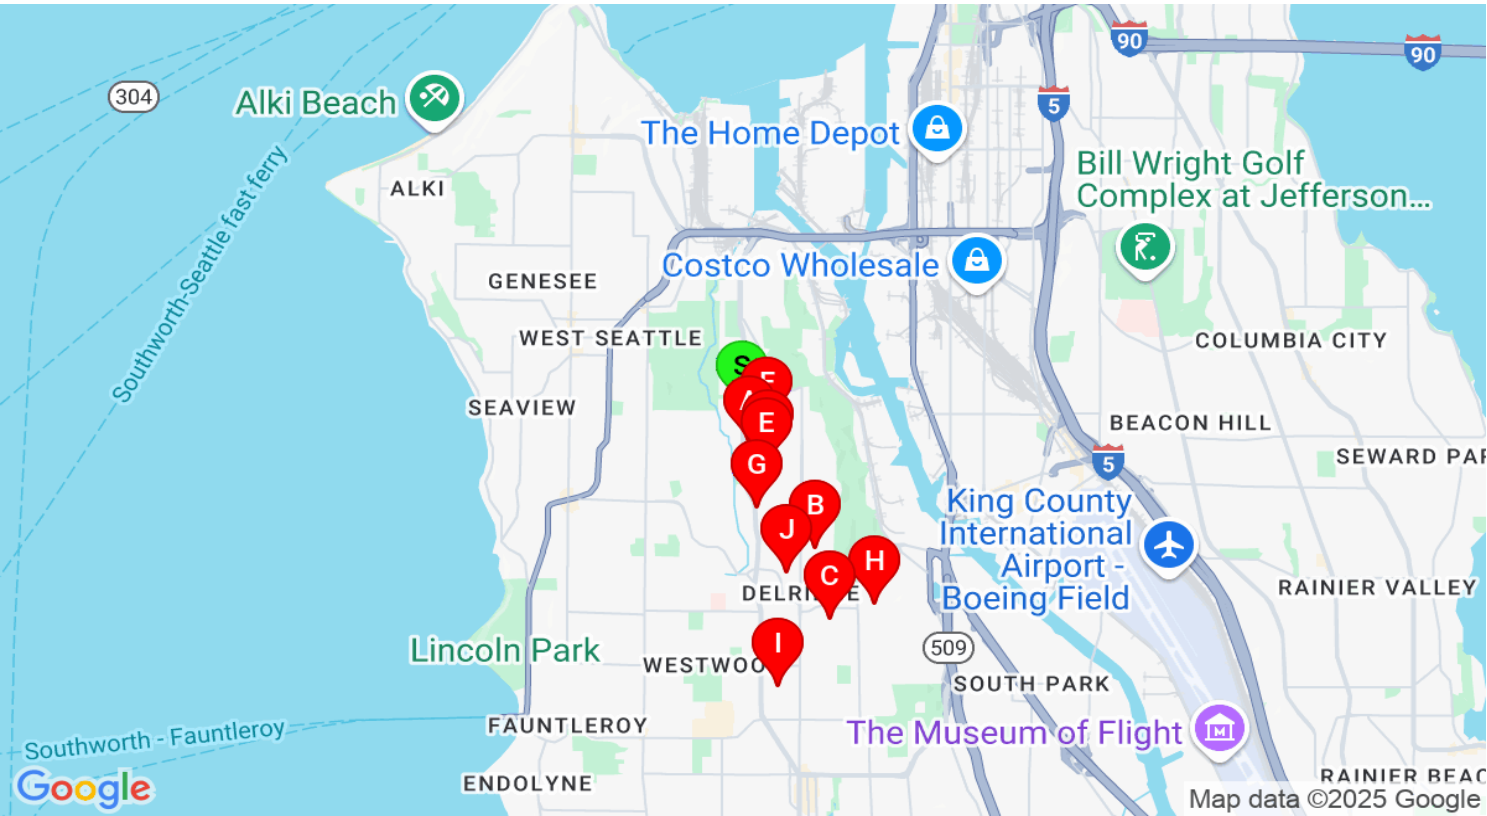 90
90
304
Alki Beach
5
The Home Depot
Bill Wright Golf
Complex at Jefferson...
ALKI
Southworth-Seattle fast ferry
Costco Wholesale
GENESEE
WEST SEATTLE
COLUMBIA CITY
S
F
A
E
SEAVIEW
BEACON HILL
5
SEWARD PAR
G
B
J
King County
International
Airport -
Boeing Field
H
C
DELRI
E
RAINIER VALLEY
I
Lincoln Park
WESTWOO
509
SOUTH PARK
FAUNTLEROY
The Museum of Flight
M
Southworth - Fauntleroy
ENDOLYNE
RAINIER BEAC
Google
Map data ©2025 Google